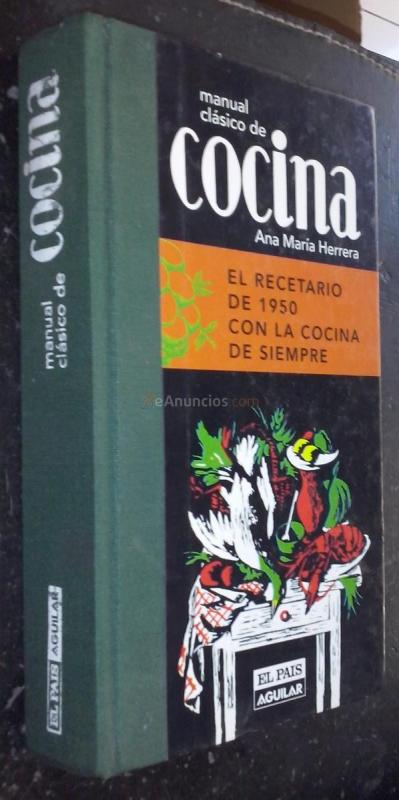 manual
clásico de
cocina
Ana María Herrera
EL RECETARIO
DE 1950
CON LA COCINA
DE SIEMPRE
EL PAIS
AGUILAR
manual
clásico de
cocina
EL PAIS
AGUILAR
eAnuncios.com